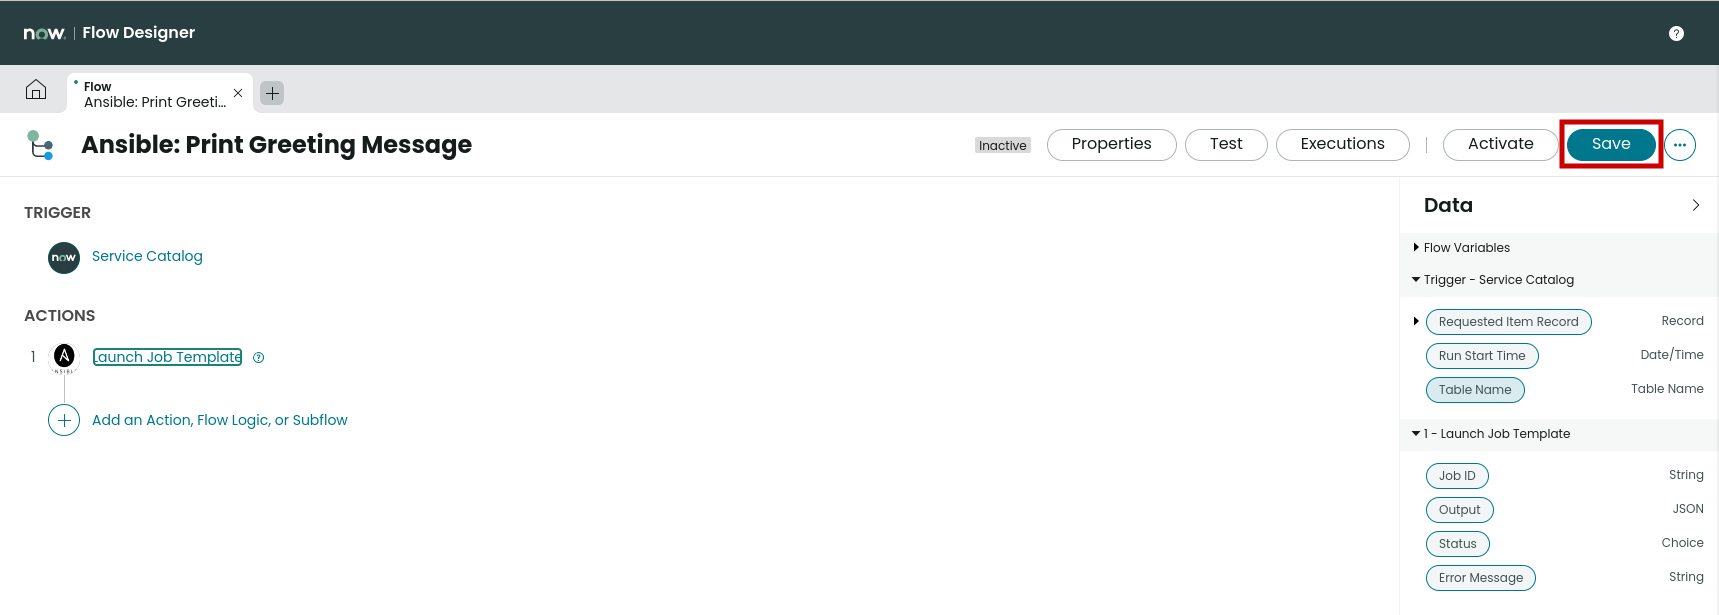 now. | Flow Designer
Flow
Ansible: Print Greeti...
Ansible: Print Greeting Message
Inactive
Properties
Test
Executions
Activate
Save
TRIGGER
now
Service Catalog
ACTIONS
1
Launch Job Template
Add an Action, Flow Logic, or Subflow
Data
Flow Variables
Trigger - Service Catalog
Requested Item Record Record
Run Start Time Date/Time
Table Name Table Name
1 - Launch Job Template
Job ID String
Output JSON
Status Choice
Error Message String